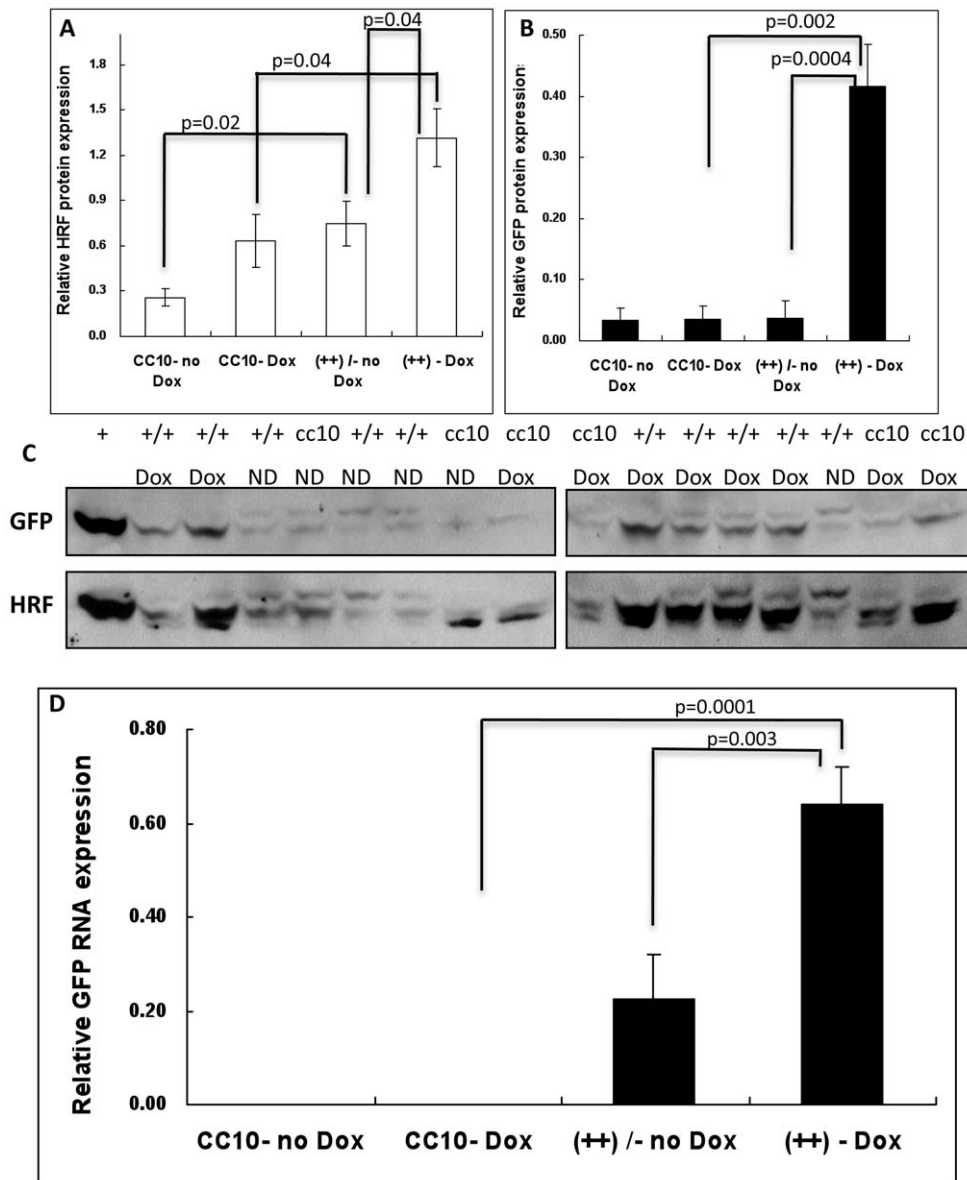 A
p=0.04
p=0.04
p=0.02
Relative HRF protein expression
1.8
1.5
1.2
0.9
0.6
0.3
0.0
CC10- no Dox
CC10- Dox
(++) /- no Dox
(++) - Dox
B
p=0.002
p=0.0004
Relative GFP protein expression
0.50
0.40
0.30
0.20
0.10
0.00
CC10- no Dox
CC10- Dox
(++) /- no Dox
(++) - Dox
C
+ +/+ +/+ +/+ cc10 +/+ +/+ cc10 cc10 cc10 +/+ +/+ +/+ +/+ +/+ cc10 cc10
Dox Dox ND ND ND ND ND Dox Dox Dox Dox Dox Dox ND Dox Dox
GFP
HRF
D
p=0.0001
p=0.003
Relative GFP RNA expression
0.80
0.60
0.40
0.20
0.00
CC10- no Dox
CC10- Dox
(++) /- no Dox
(++) - Dox